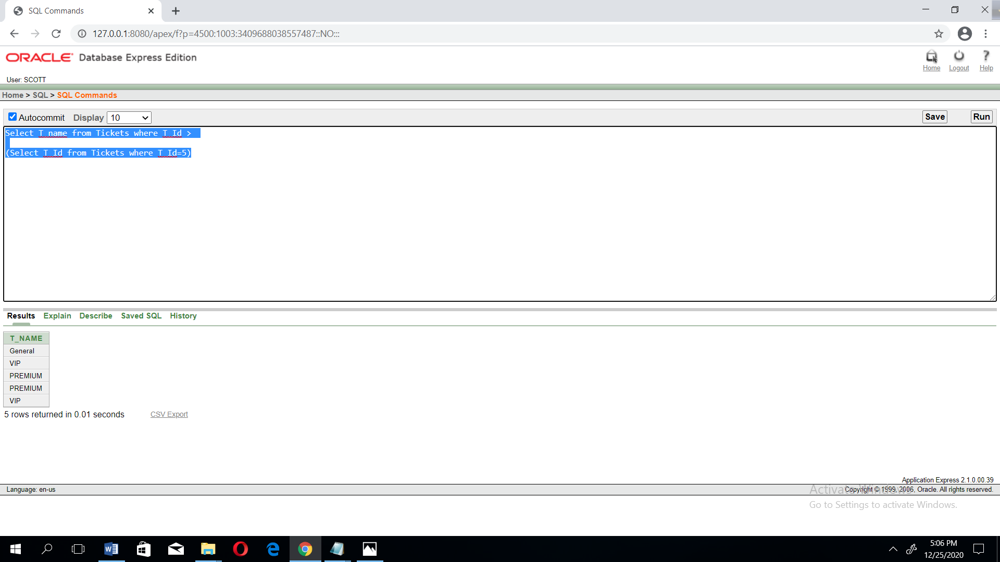 SQL Commands
127.0.0.1:8080/apex/f?p=4500:1003:3409688038557487::NO:::
ORACLE Database Express Edition
Home Logout Help
User: SCOTT
Home > SQL > SQL Commands
Autocommit Display 10 Save Run
Select T_name from Tickets where T_Id >
(Select T_Id from Tickets where T_Id=5)
Results Explain Describe Saved SQL History
T_NAME
General
VIP
PREMIUM
PREMIUM
VIP
5 rows returned in 0.01 seconds CSV Export
Application Express 2.1.0.00.39
Language: en-us Copyright © 1999, 2006, Oracle. All rights reserved.
Activate Windows
Go to Settings to activate Windows.
5:06 PM
12/25/2020